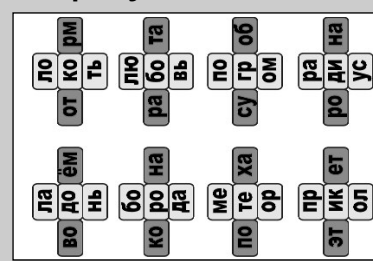 ла ло
во до ём от ко рм
нь ть
бо лю
ко ро на ра бо та
да вь
ме по
по те ха су гр об
ор ом
пр ра
эт ик ет ро ди на
ол ус